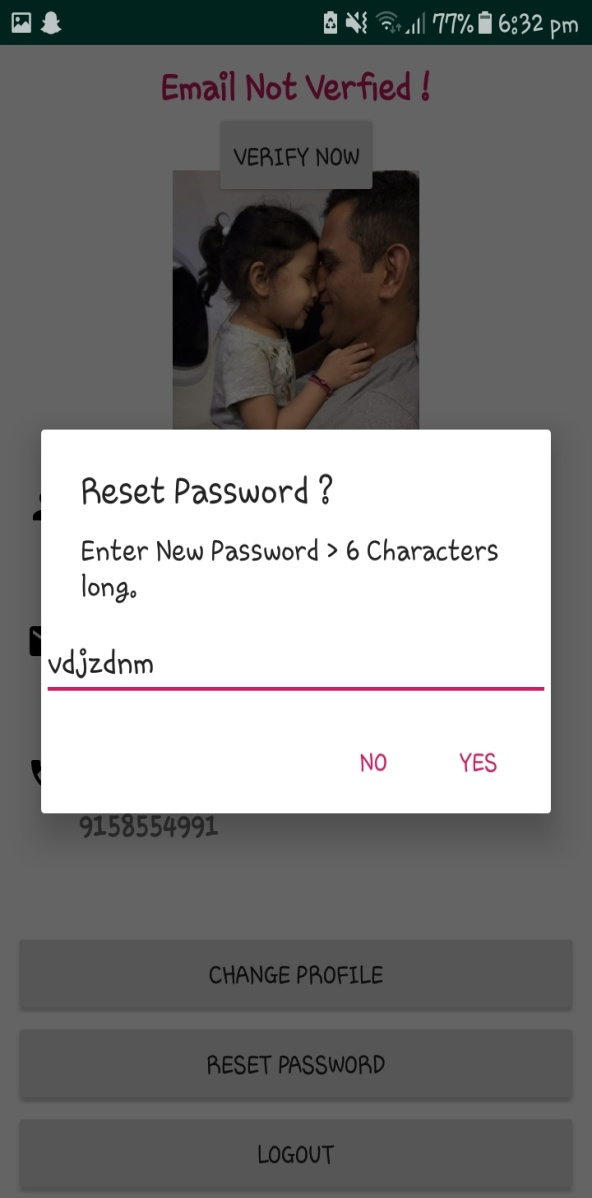 77% 6:32 pm
Email Not Verfied !
VERIFY NOW
Reset Password ?
Enter New Password > 6 Characters
long.
vdjzdnm
NO YES
9158554991
CHANGE PROFILE
RESET PASSWORD
LOGOUT